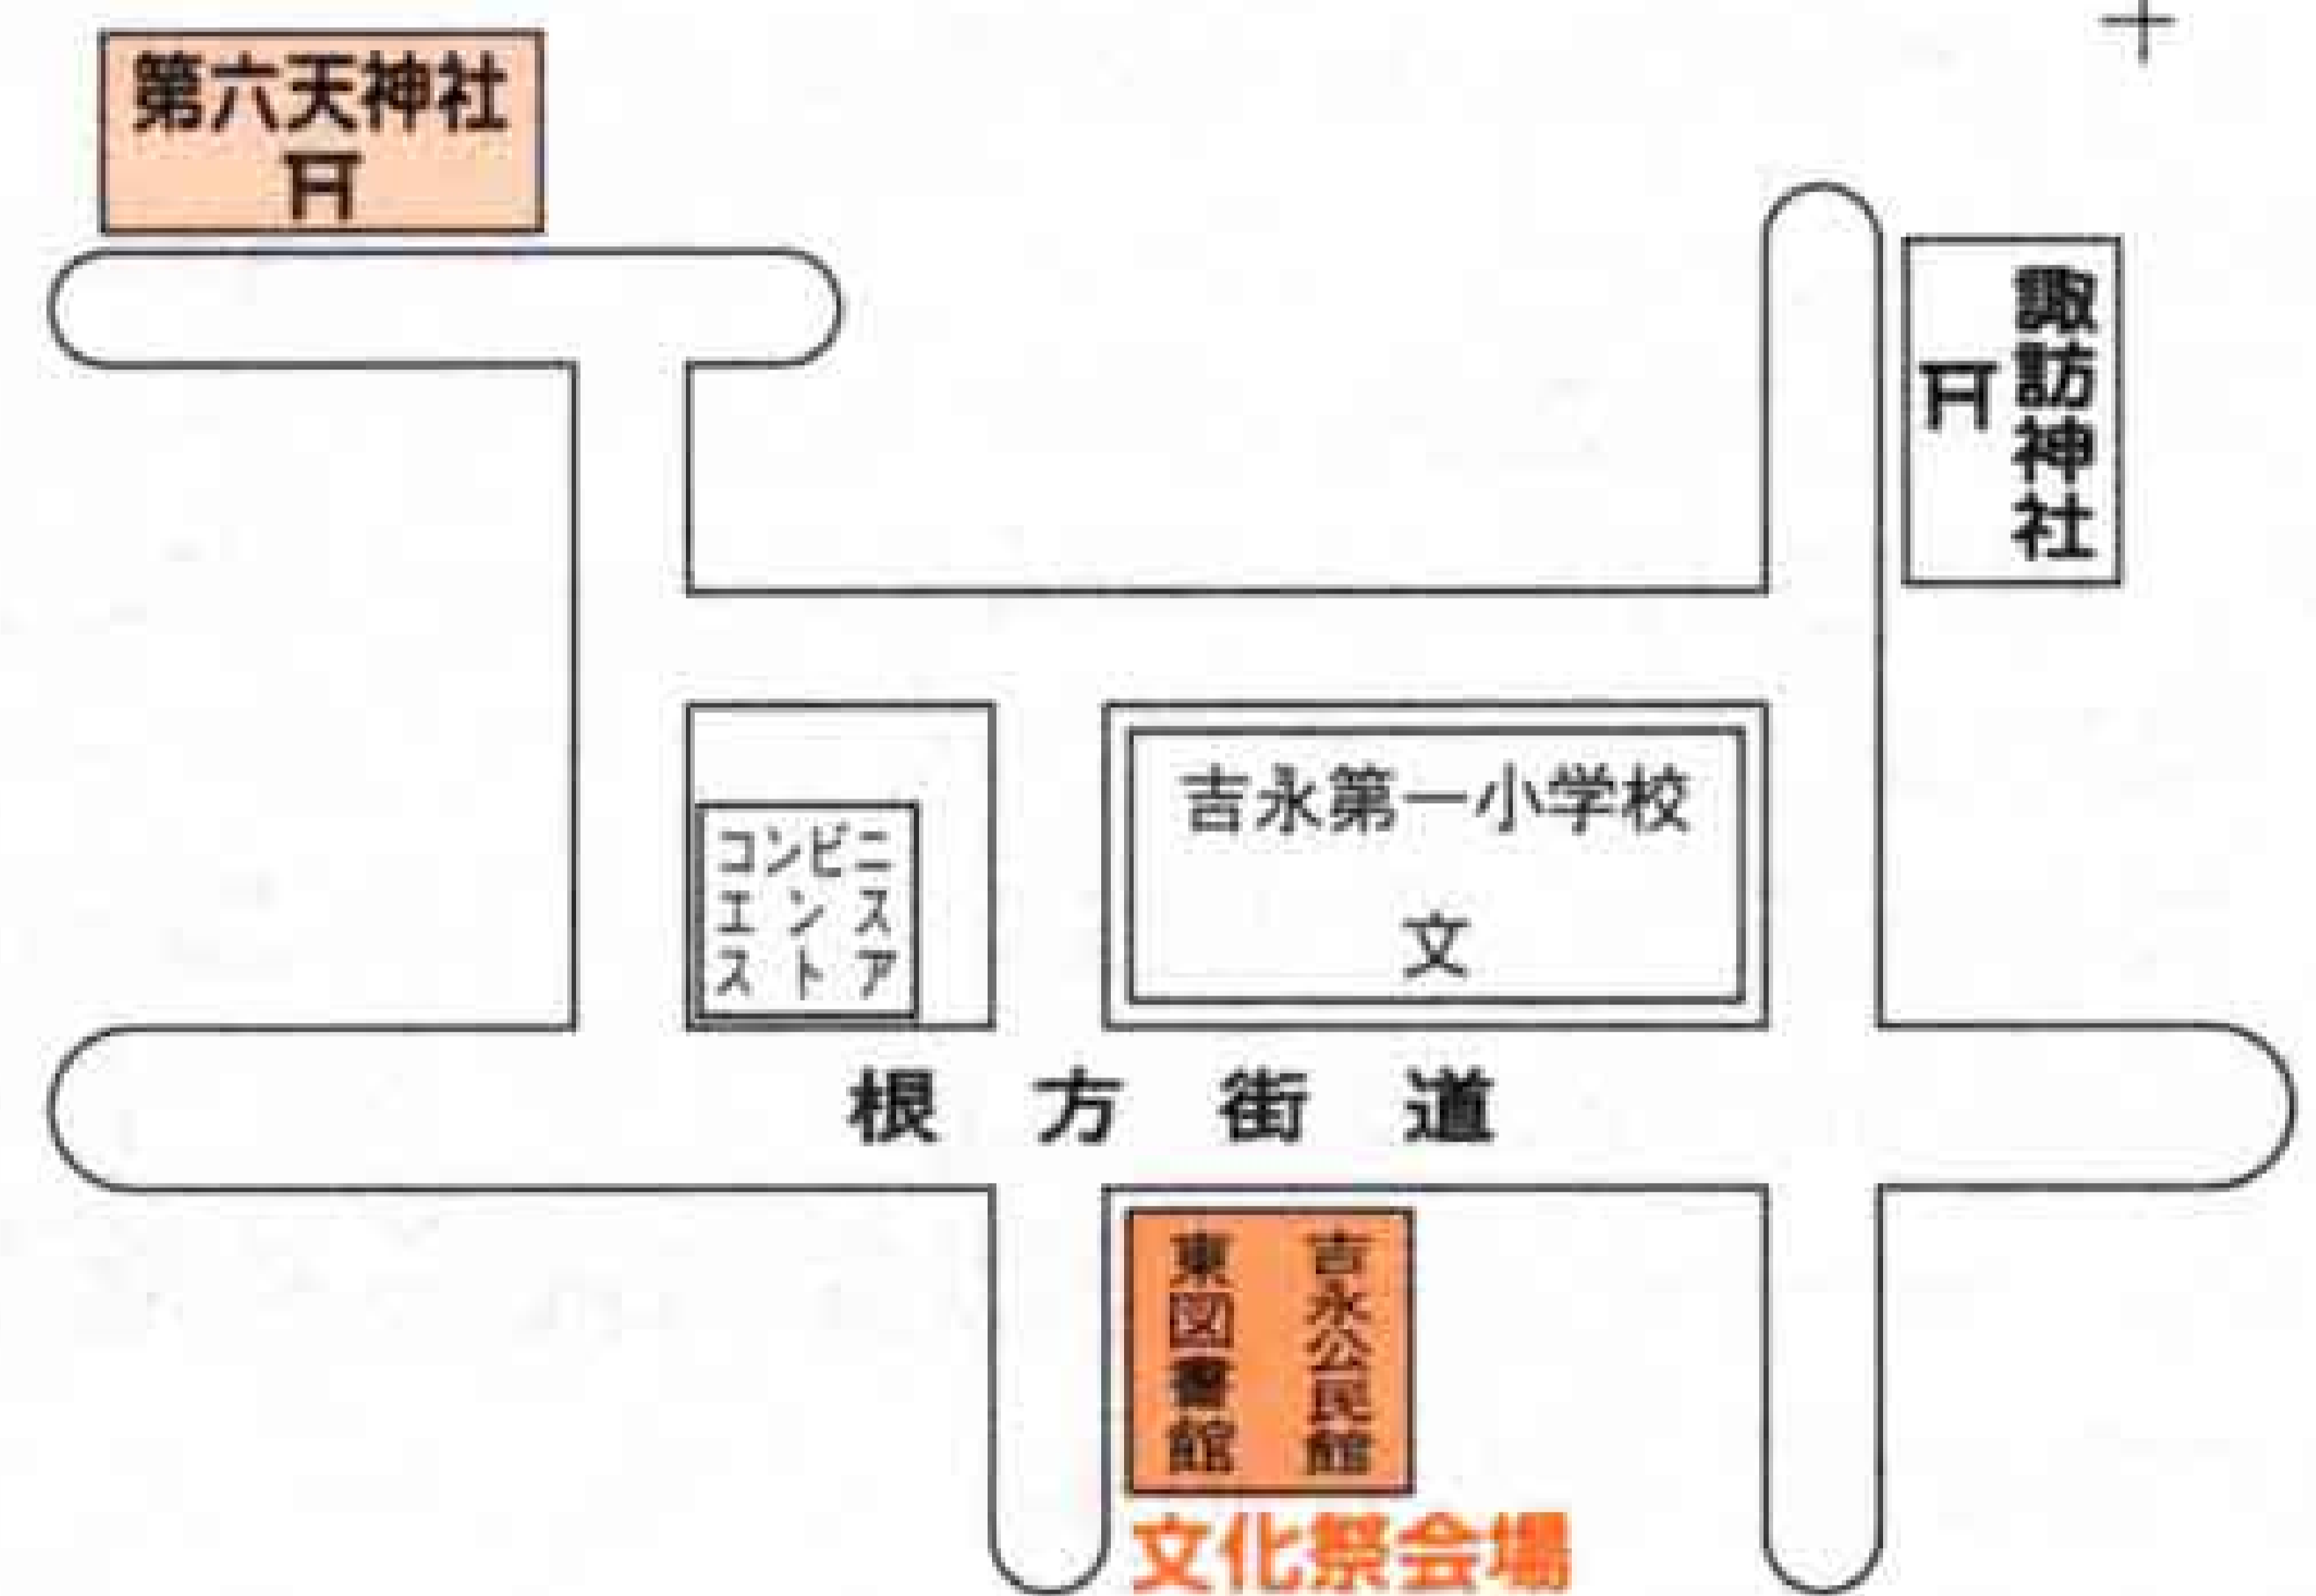 第六天神社
諏訪神社
吉永第一小学校
文
コンビニ
エンス
ストア
根方街道
吉永公民館
東図書館
文化祭会場